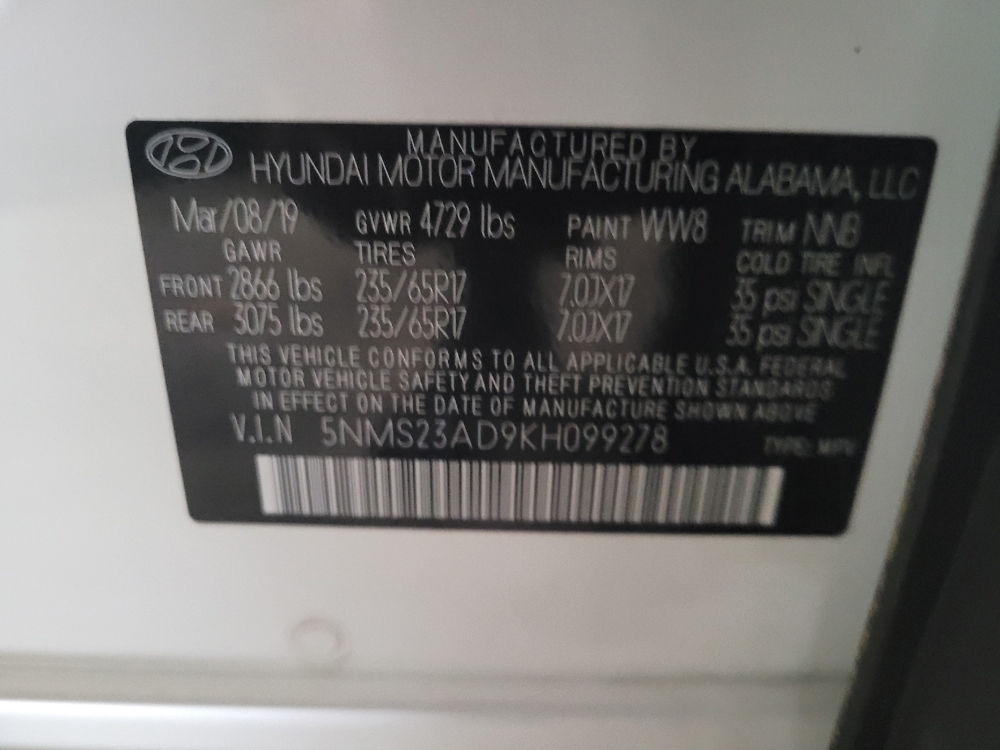 MANUFACTURED BY
HYUNDAI MOTOR MANUFACTURING ALABAMA, LLC
Mar/08/19 GVWR 4729 lbs PAINT WW8 TRIM NNB
GAWR TIRES RIMS COLD TIRE INFL
FRONT 2866 lbs 235/65R17 7.0JX17 35 psi SINGLE
REAR 3075 lbs 235/65R17 7.0JX17 35 psi SINGLE
THIS VEHICLE CONFORMS TO ALL APPLICABLE U.S.A. FEDERAL
MOTOR VEHICLE SAFETY AND THEFT PREVENTION STANDARDS
IN EFFECT ON THE DATE OF MANUFACTURE SHOWN ABOVE
V.I.N 5NMS23AD9KH099278 TYPE: MPV